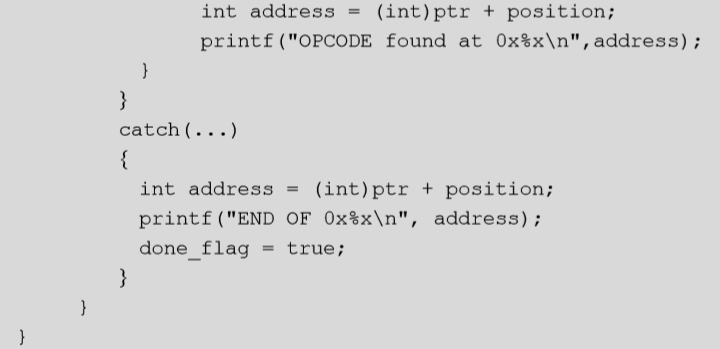 int address = (int)ptr + position;
printf("OPCODE found at 0x%x\n",address);
}
}
catch(...)
{
int address = (int)ptr + position;
printf("END OF 0x%x\n", address);
done_flag = true;
}
}
}